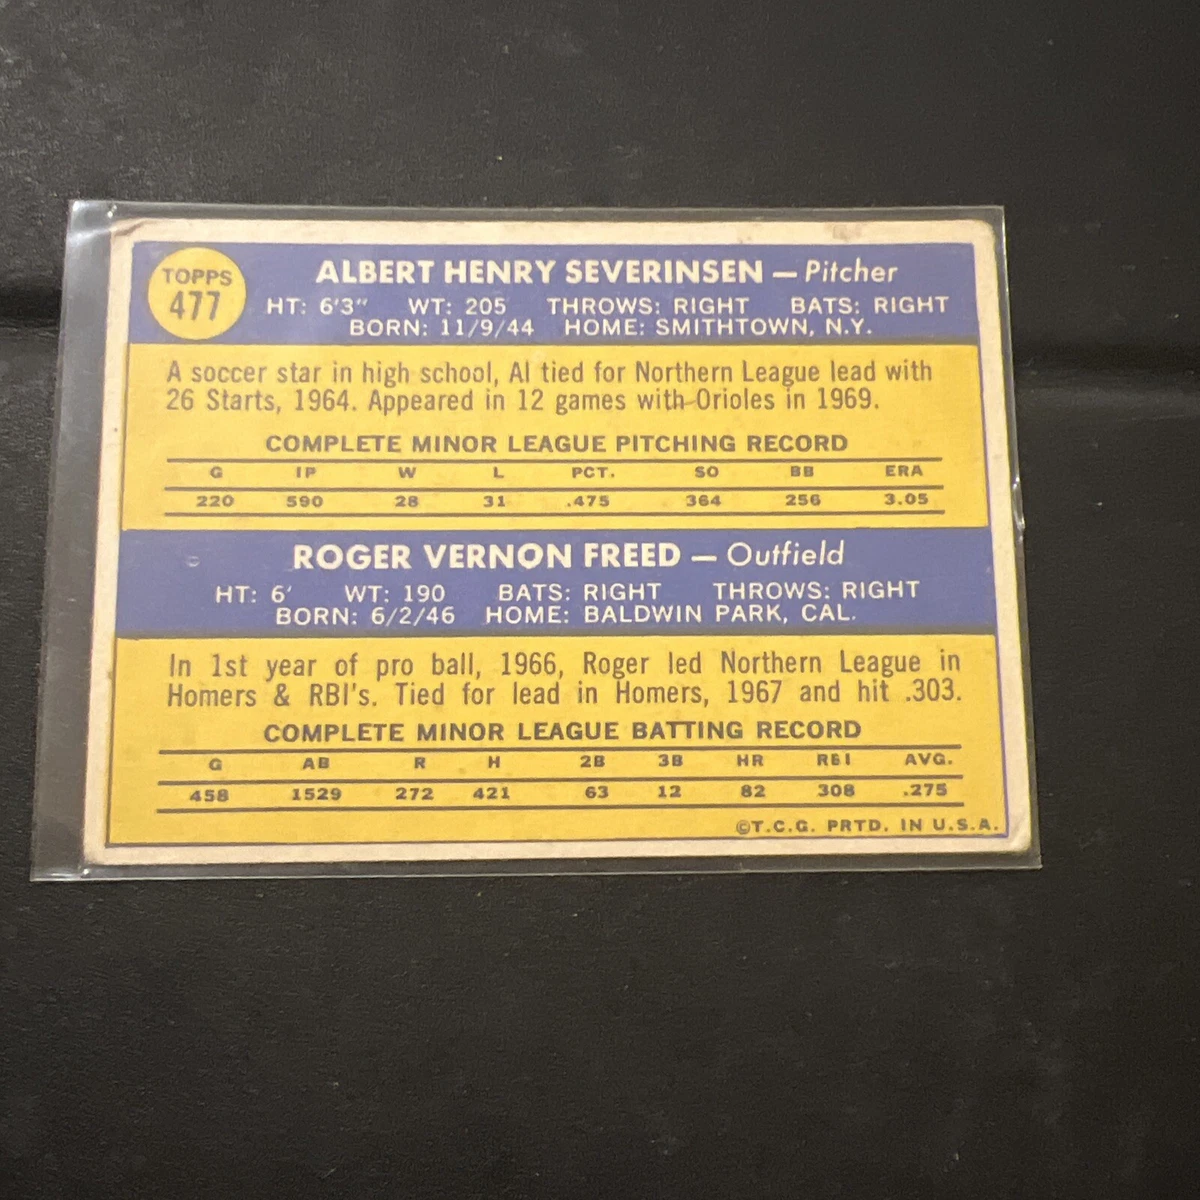 TOPPS
477
ALBERT HENRY SEVERINSEN — Pitcher
HT: 6'3" WT: 205 THROWS: RIGHT BATS: RIGHT
BORN: 11/9/44 HOME: SMITHTOWN, N.Y.
A soccer star in high school, Al tied for Northern League lead with
26 Starts, 1964. Appeared in 12 games with Orioles in 1969.
COMPLETE MINOR LEAGUE PITCHING RECORD
G IP W L PCT. SO BB ERA
220 590 28 31 .475 364 256 3.05
ROGER VERNON FREED — Outfield
HT: 6' WT: 190 BATS: RIGHT THROWS: RIGHT
BORN: 6/2/46 HOME: BALDWIN PARK, CAL.
In 1st year of pro ball, 1966, Roger led Northern League in
Homers & RBI's. Tied for lead in Homers, 1967 and hit .303.
COMPLETE MINOR LEAGUE BATTING RECORD
G AB R H 2B 3B HR RBI AVG.
458 1529 272 421 63 12 82 308 .275
©T.C.G. PRTD. IN U.S.A.